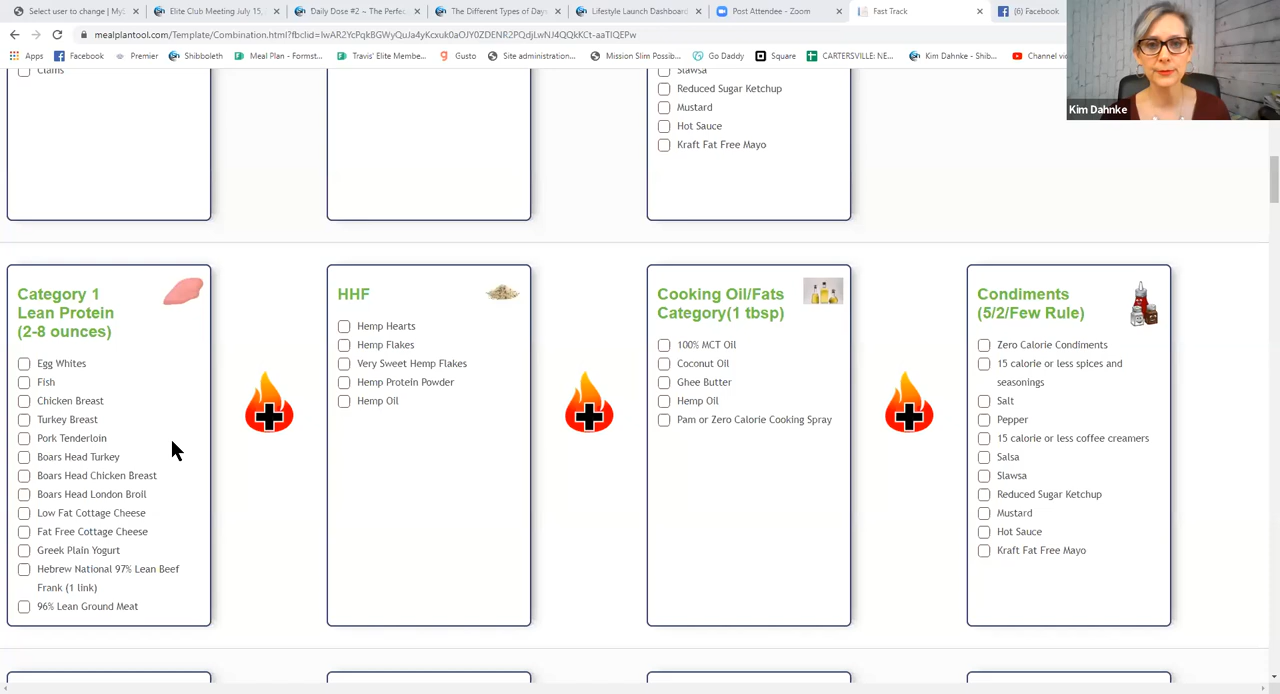 Select user to change | My S
Elite Club Meeting July 15,
Daily Dose #2 ~ The Perfec
The Different Types of Days
Lifestyle Launch Dashboard
Post Attendee - Zoom
Fast Track
(6) Facebook
mealplantool.com/Template/Combination.html?fbclid=IwAR2YcPqkBGWyQuJa4yKcxuk0aOJY0ZDENR2PQdjLwNJ4QQkKCt-aaTIQEPw
Apps
Facebook
Premier
Shibboleth
Meal Plan - Formst...
Travis' Elite Membe...
Gusto
Site administration...
Mission Slim Possib...
Go Daddy
Square
CARTERSVILLE: NE...
Kim Dahnke - Shib...
Channel vi
Kim Dahnke
Clams
Slawsa
Reduced Sugar Ketchup
Mustard
Hot Sauce
Kraft Fat Free Mayo
Category 1
Lean Protein
(2-8 ounces)
Egg Whites
Fish
Chicken Breast
Turkey Breast
Pork Tenderloin
Boars Head Turkey
Boars Head Chicken Breast
Boars Head London Broil
Low Fat Cottage Cheese
Fat Free Cottage Cheese
Greek Plain Yogurt
Hebrew National 97% Lean Beef
Frank (1 link)
96% Lean Ground Meat
HHF
Hemp Hearts
Hemp Flakes
Very Sweet Hemp Flakes
Hemp Protein Powder
Hemp Oil
Cooking Oil/Fats
Category(1 tbsp)
100% MCT Oil
Coconut Oil
Ghee Butter
Hemp Oil
Pam or Zero Calorie Cooking Spray
Condiments
(5/2/Few Rule)
Zero Calorie Condiments
15 calorie or less spices and
seasonings
Salt
Pepper
15 calorie or less coffee creamers
Salsa
Slawsa
Reduced Sugar Ketchup
Mustard
Hot Sauce
Kraft Fat Free Mayo